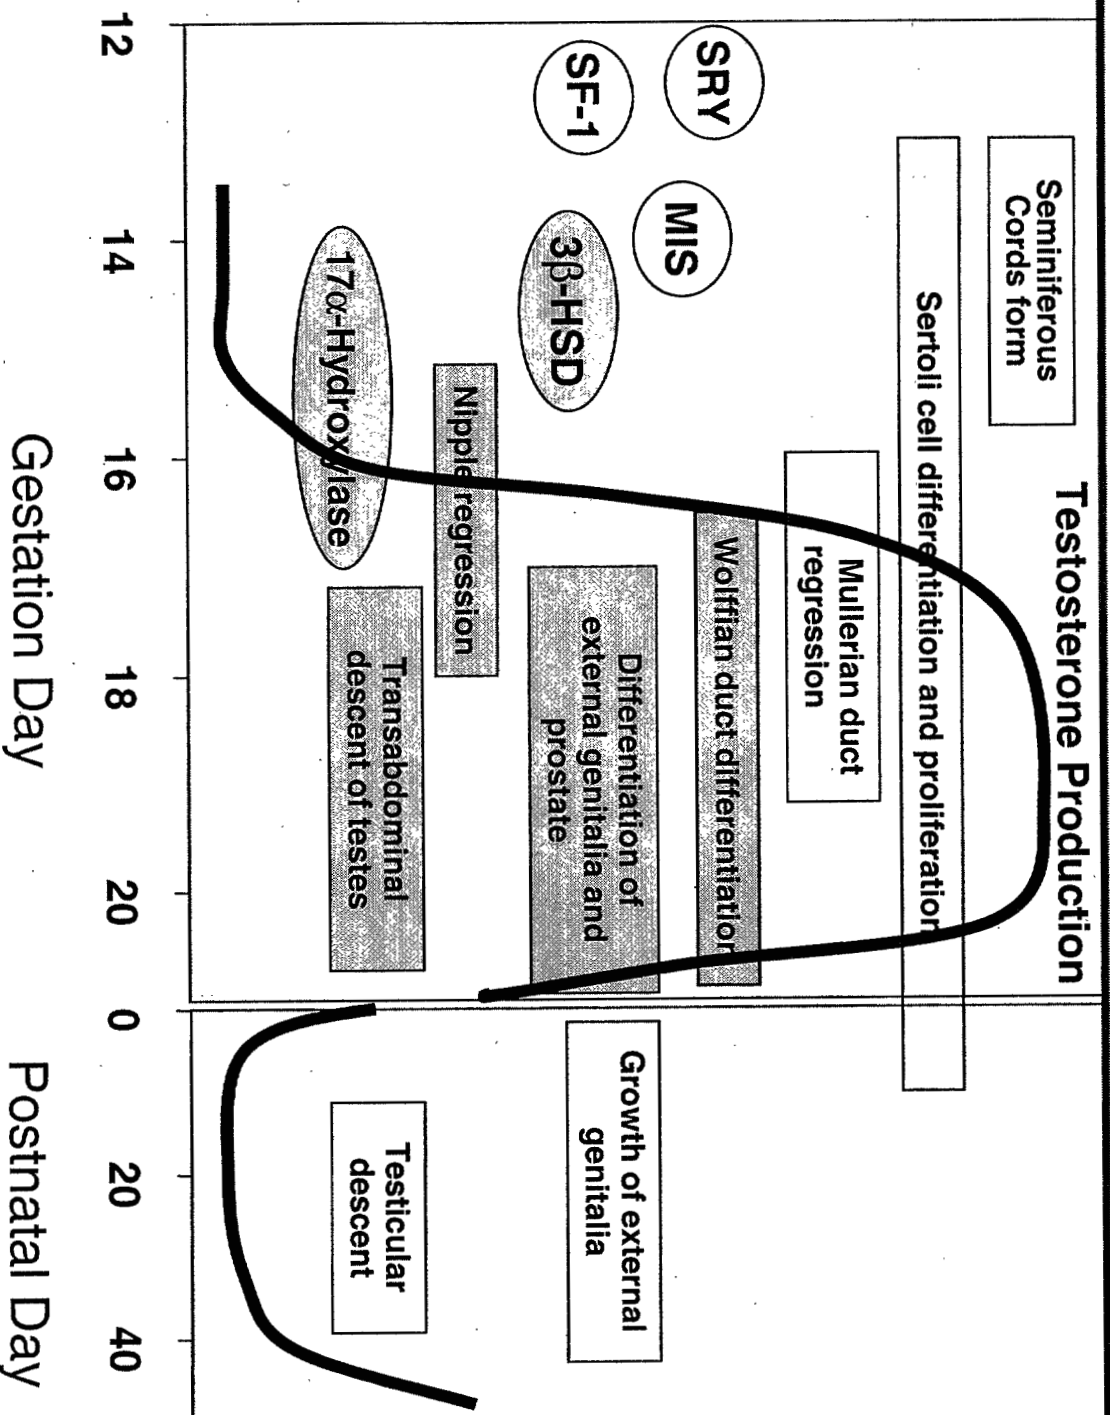 Testosterone Production
Seminiferous
Cords form
Sertoli cell differentiation and proliferation
SRY
MIS
SF-1
Mullerian duct
regression
Wolffian duct differentiation
3β-HSD
Differentiation of
external genitalia and
prostate
Growth of external
genitalia
Nipple regression
17α-Hydroxylase
Transabdominal
descent of testes
Testicular
descent
12
14
16
18
20
0
20
40
Gestation Day
Postnatal Day